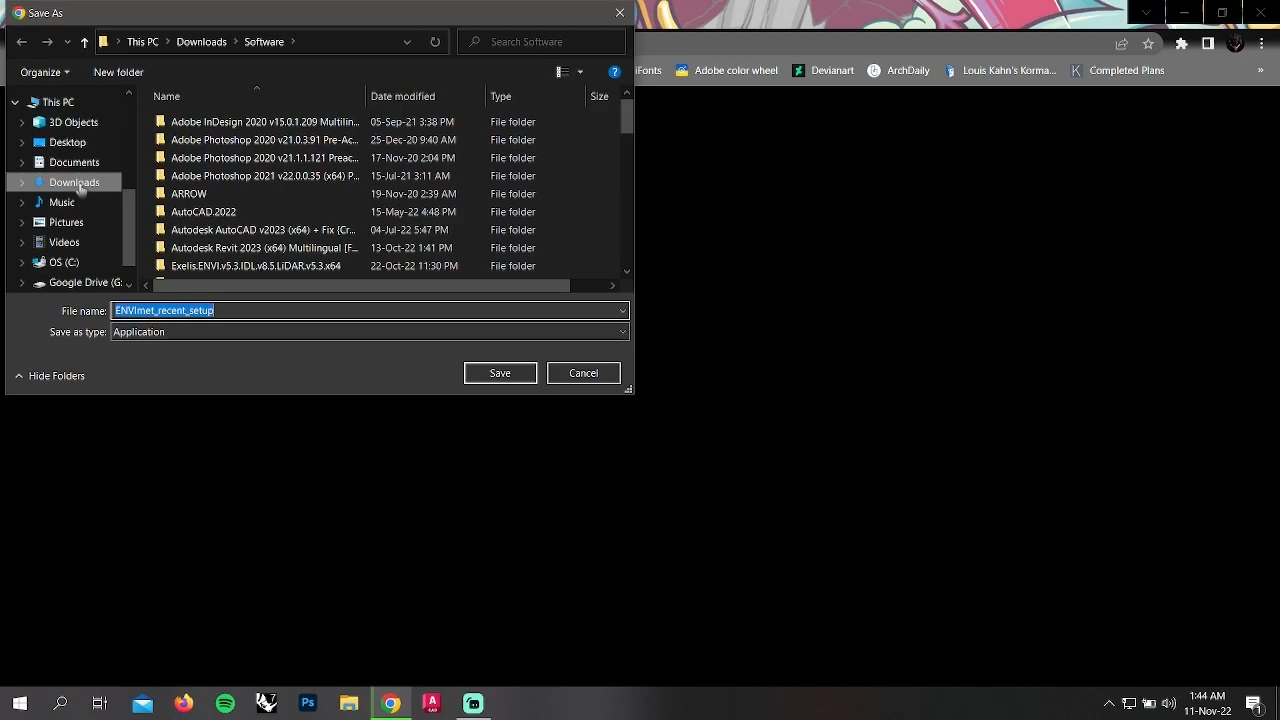 Save As
This PC
Downloads
Software
Search Software
Organize
New folder
Name
Date modified
Type
Size
This PC
3D Objects
Desktop
Documents
Downloads
Music
Pictures
Videos
OS (C:)
Google Drive (G:
Adobe InDesign 2020 v15.0.1.209 Multilin... 05-Sep-21 3:38 PM File folder
Adobe Photoshop 2020 v21.0.3.91 Pre-Ac... 25-Dec-20 9:40 AM File folder
Adobe Photoshop 2020 v21.1.1.121 Preac... 17-Nov-20 2:04 PM File folder
Adobe Photoshop 2021 v22.0.0.35 (x64) P... 15-Jul-21 3:11 AM File folder
ARROW 19-Nov-20 2:39 AM File folder
AutoCAD.2022 15-May-22 4:48 PM File folder
Autodesk AutoCAD v2023 (x64) + Fix {Cr... 04-Jul-22 5:47 PM File folder
Autodesk Revit 2023 (x64) Multilingual [F... 13-Oct-22 1:41 PM File folder
Exelis.ENVI.v5.3.IDL.v8.5.LiDAR.v5.3.x64 22-Oct-22 11:30 PM File folder
File name: ENVImet_recent_setup
Save as type: Application
Hide Folders
Save
Cancel
iFonts
Adobe color wheel
Devianart
ArchDaily
Louis Kahn's Korma...
Completed Plans
»
Ps
A
CAD
1:44 AM
11-Nov-22
1